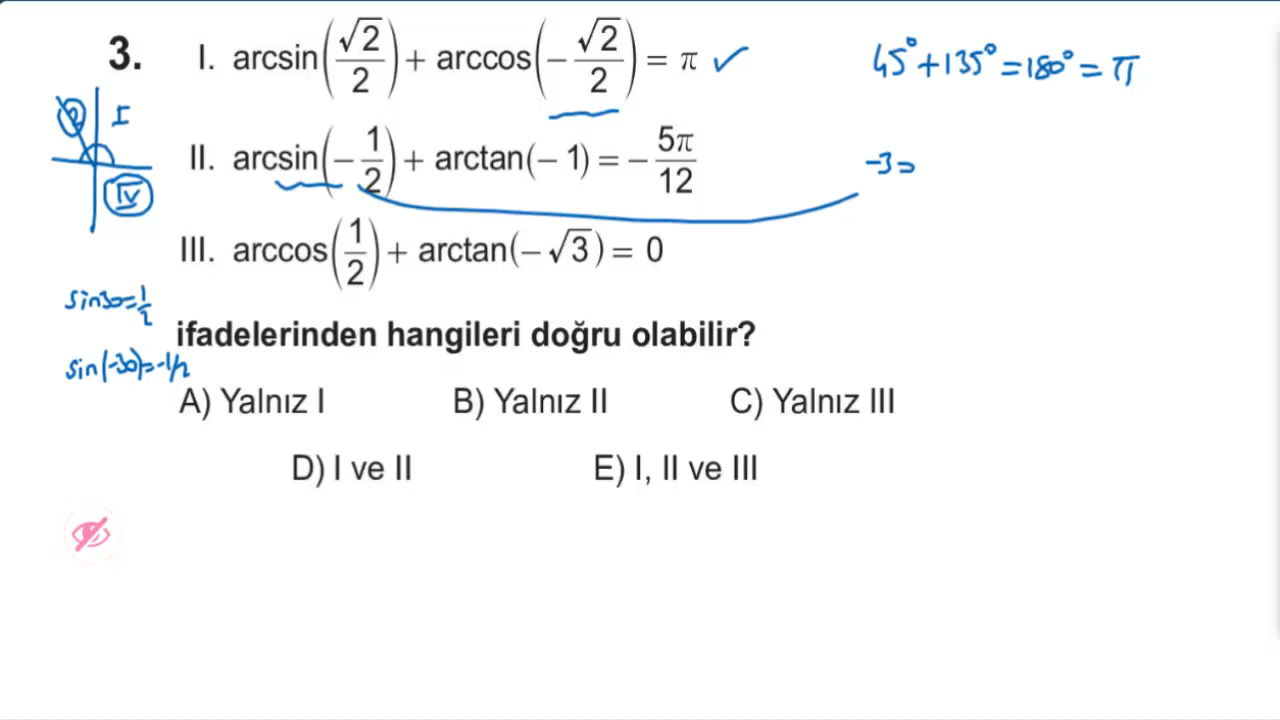 3. I. arcsin(√2/2) + arccos(-√2/2) = π ✓ 45° + 135° = 180° = π
I
II. arcsin(-1/2) + arctan(-1) = -5π/12 -30
IV
III. arccos(1/2) + arctan(-√3) = 0
sin30=1/2
ifadelerinden hangileri doğru olabilir?
sin(-30)=-1/2
A) Yalnız I B) Yalnız II C) Yalnız III
D) I ve II E) I, II ve III